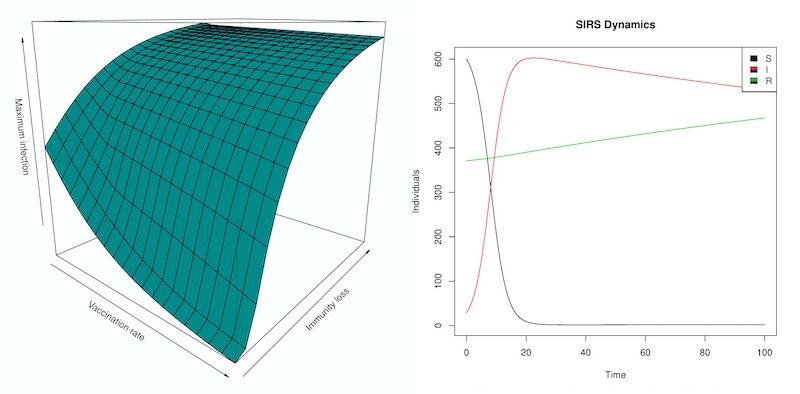 Maximum infection
Vaccination rate
Immunity loss
SIRS Dynamics
S
I
R
Individuals
600
500
400
300
200
100
0
0 20 40 60 80 100
Time